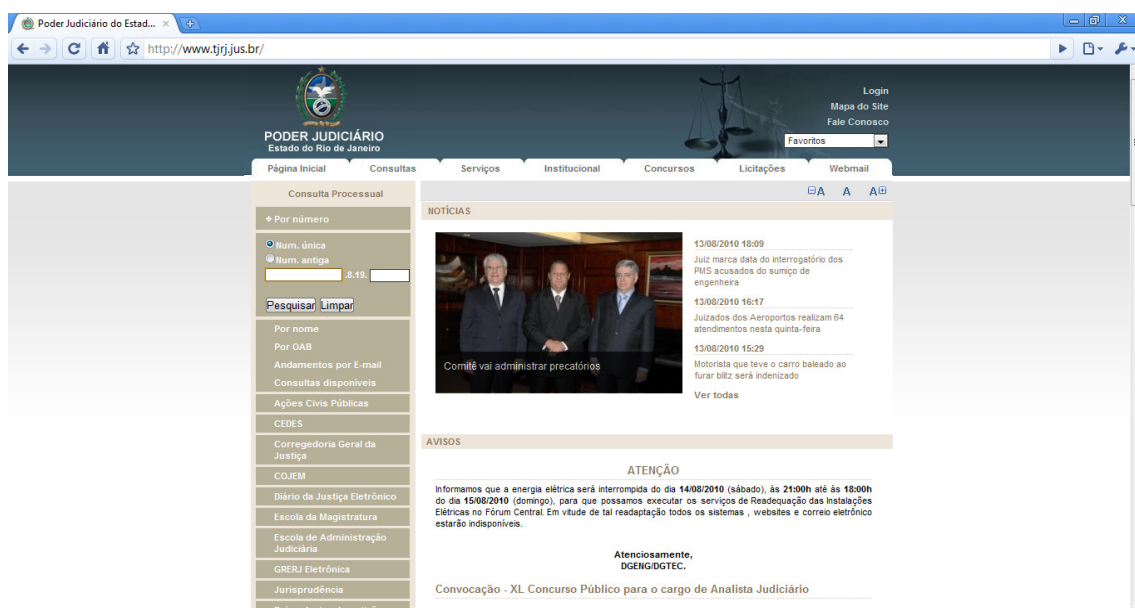 Poder Judiciário do Estad...
http://www.tjrj.jus.br/
Login
Mapa do Site
Fale Conosco
PODER JUDICIÁRIO
Estado do Rio de Janeiro
Favoritos
Página Inicial Consultas Serviços Institucional Concursos Licitações Webmail
Consulta Processual
+ Por número
Num. única
Num. antiga
.8.19.
Pesquisar Limpar
Por nome
Por OAB
Andamentos por E-mail
Consultas disponíveis
Ações Civis Públicas
CEDES
Corregedoria Geral da
Justiça
COJEM
Diário da Justiça Eletrônico
Escola da Magistratura
Escola de Administração
Judiciária
GRERJ Eletrônica
Jurisprudência
A A A
NOTÍCIAS
Comitê vai administrar precatórios
13/08/2010 18:09
Juiz marca data do interrogatório dos
PMS acusados do sumiço de
engenheira
13/08/2010 16:17
Juizados dos Aeroportos realizam 64
atendimentos nesta quinta-feira
13/08/2010 15:29
Motorista que teve o carro baleado ao
furar blitz será indenizado
Ver todas
AVISOS
ATENÇÃO
Informamos que a energia elétrica será interrompida do dia 14/08/2010 (sábado), às 21:00h até às 18:00h
do dia 15/08/2010 (domingo), para que possamos executar os serviços de Readequação das Instalações
Elétricas no Fórum Central. Em vitude de tal readaptação todos os sistemas , websites e correio eletrônico
estarão indisponíveis.
Atenciosamente,
DGENG/DGTEC.
Convocação - XL Concurso Público para o cargo de Analista Judiciário